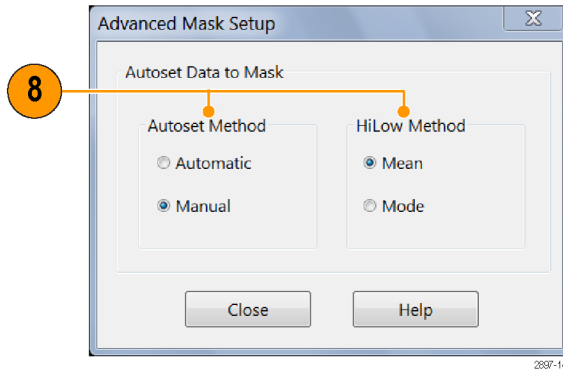 Advanced Mask Setup
Autoset Data to Mask
8
Autoset Method
HiLow Method
Automatic
Mean
Manual
Mode
Close
Help